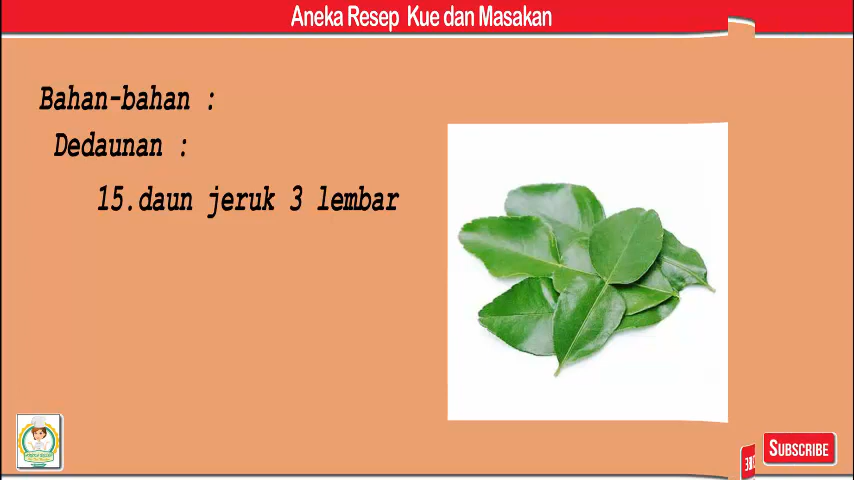 Aneka Resep Kue dan Masakan
Bahan-bahan :
Dedaunan :
15.daun jeruk 3 lembar
SUBSCRIBE